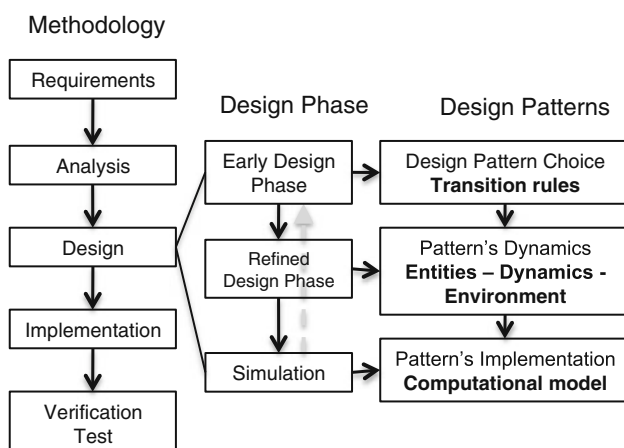 Methodology
Requirements
Analysis
Design
Implementation
Verification
Test
Design Phase
Early Design
Phase
Refined
Design Phase
Simulation
Design Patterns
Design Pattern Choice
Transition rules
Pattern's Dynamics
Entities – Dynamics -
Environment
Pattern's Implementation
Computational model